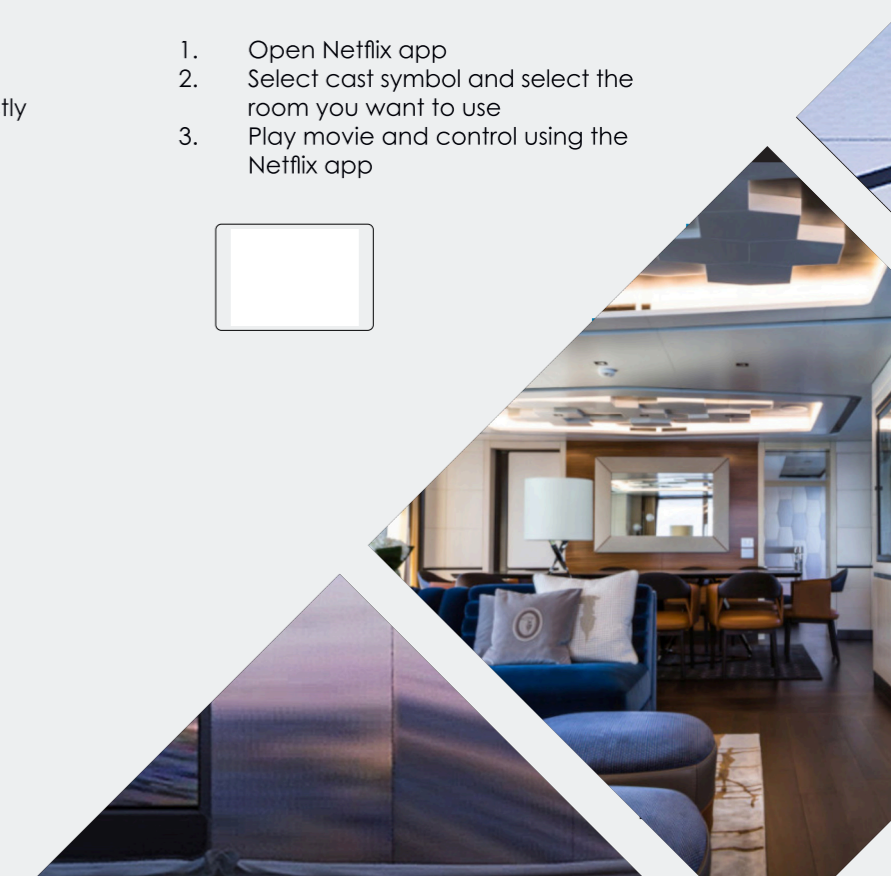 tly
1. Open Netflix app
2. Select cast symbol and select the
room you want to use
3. Play movie and control using the
Netflix app